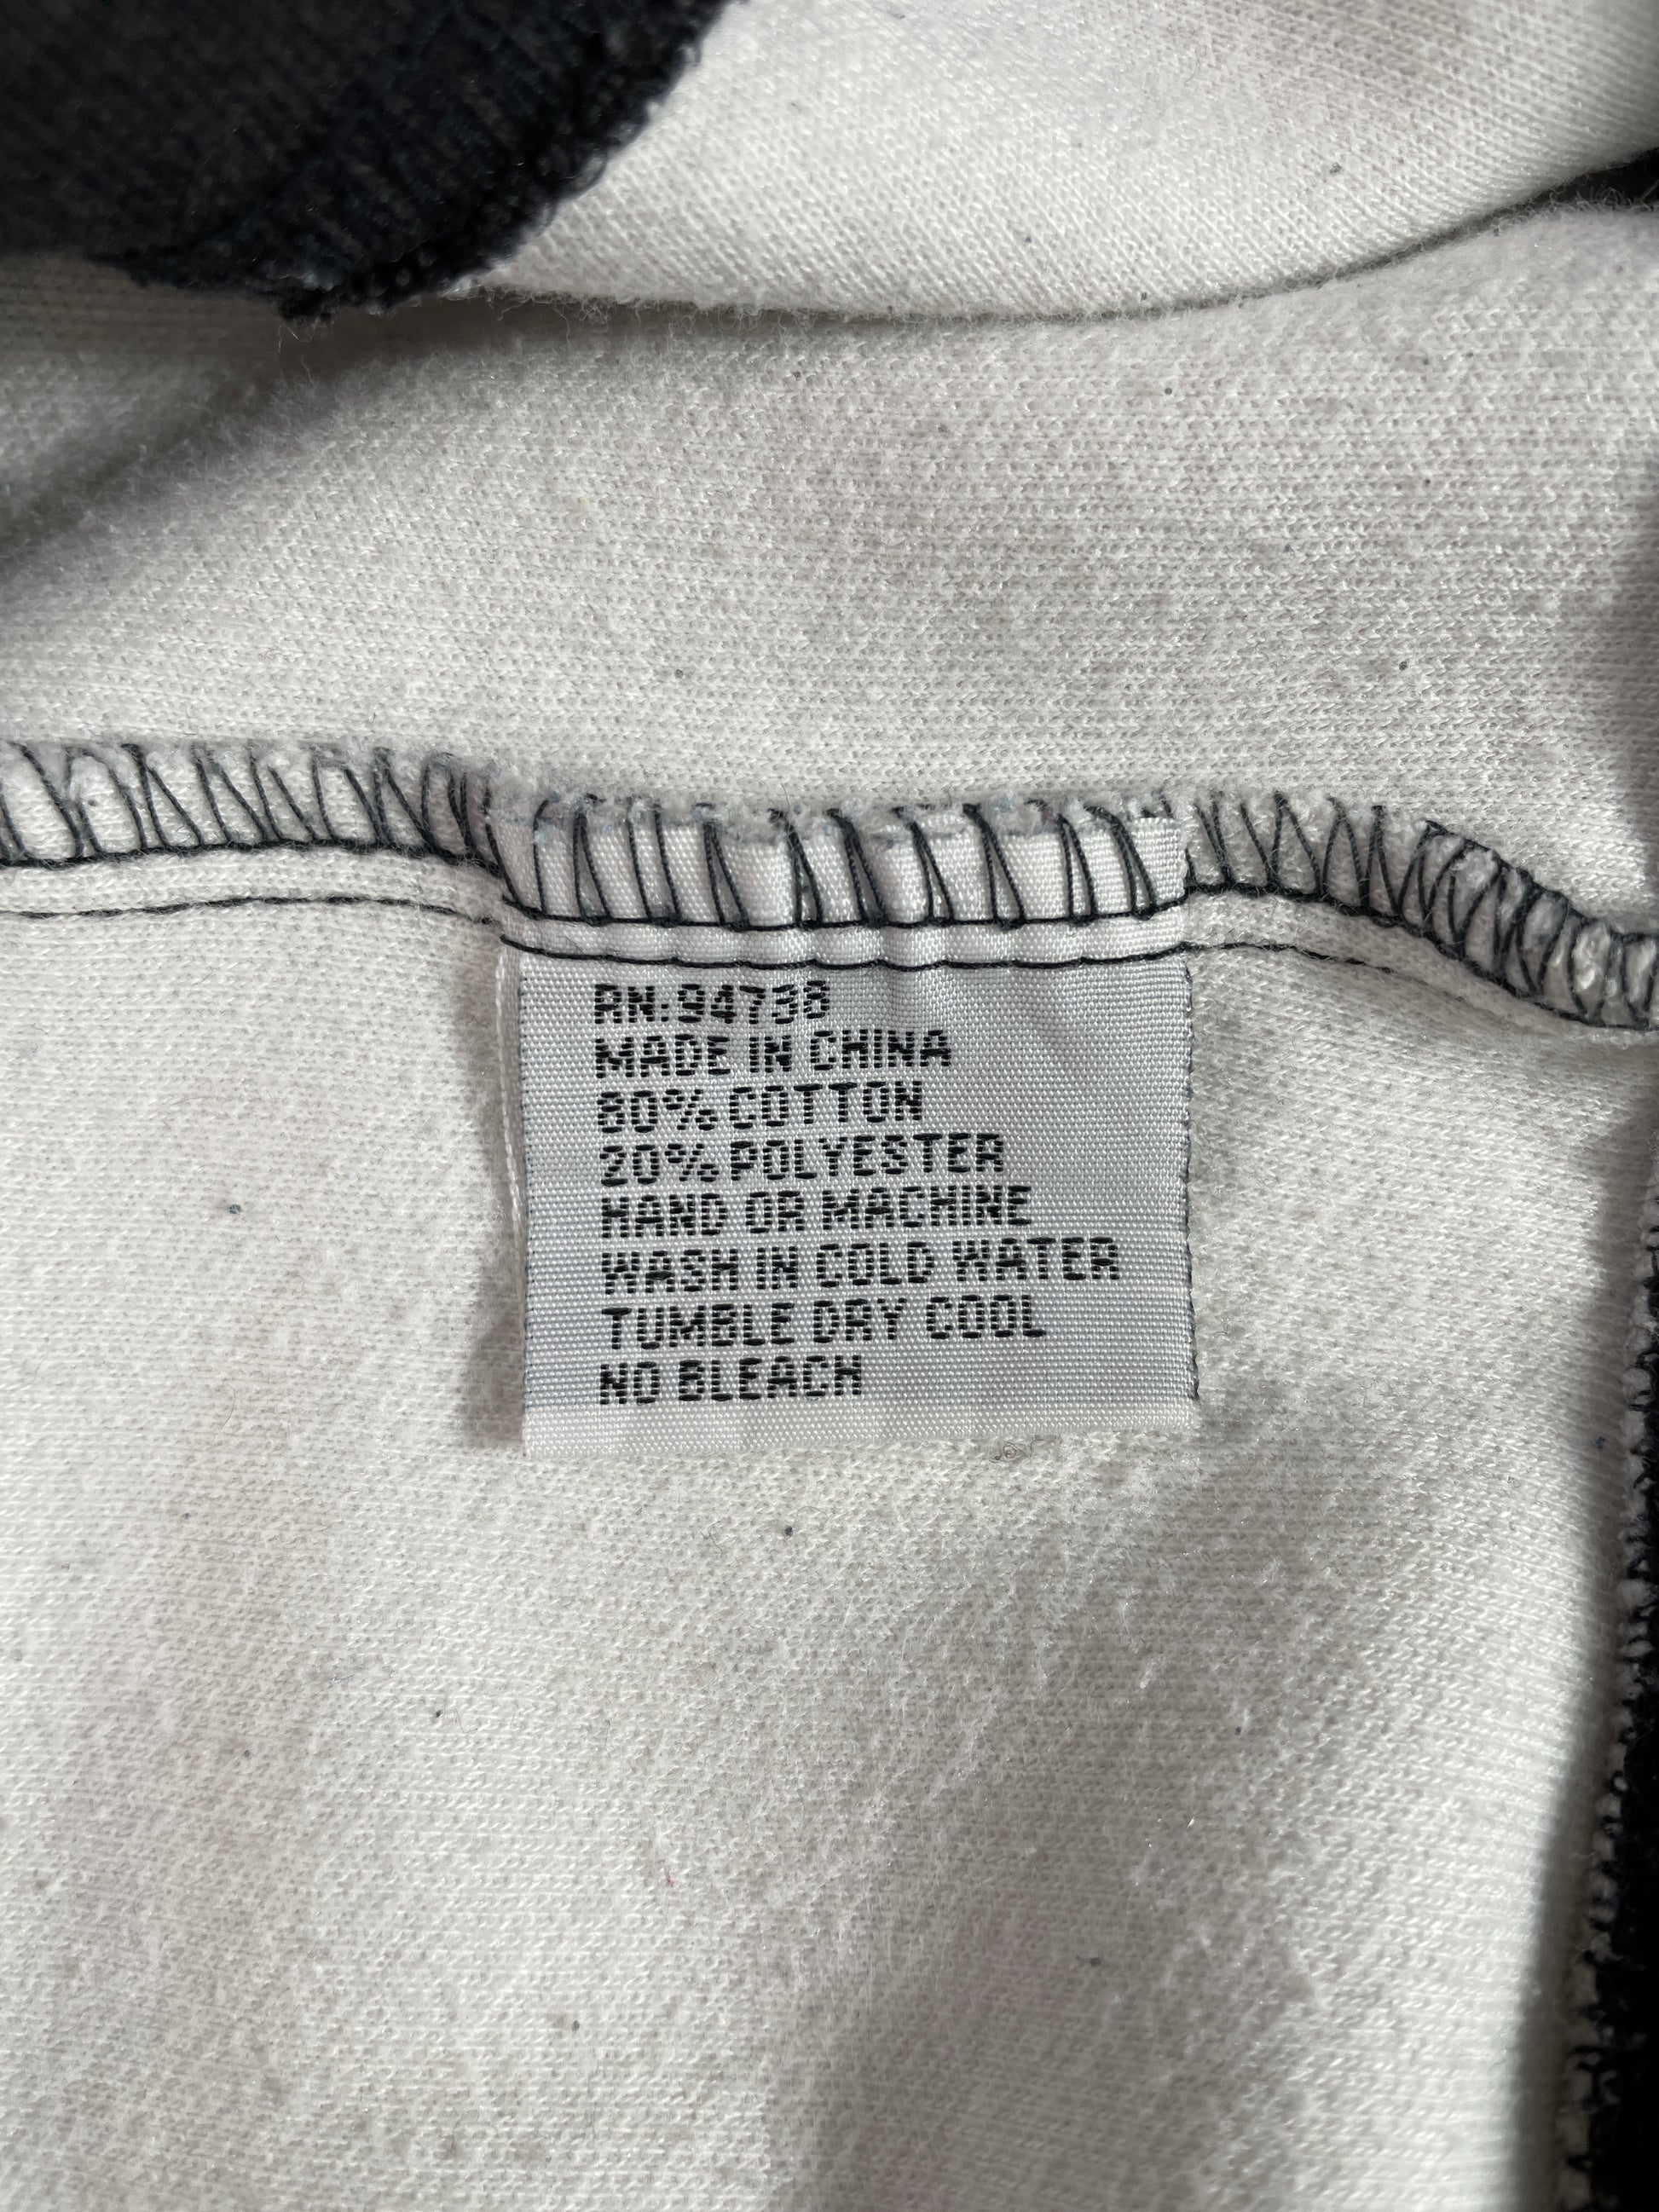 RN:94738
MADE IN CHINA
80% COTTON
20% POLYESTER
HAND OR MACHINE
WASH IN COLD WATER
TUMBLE DRY COOL
NO BLEACH